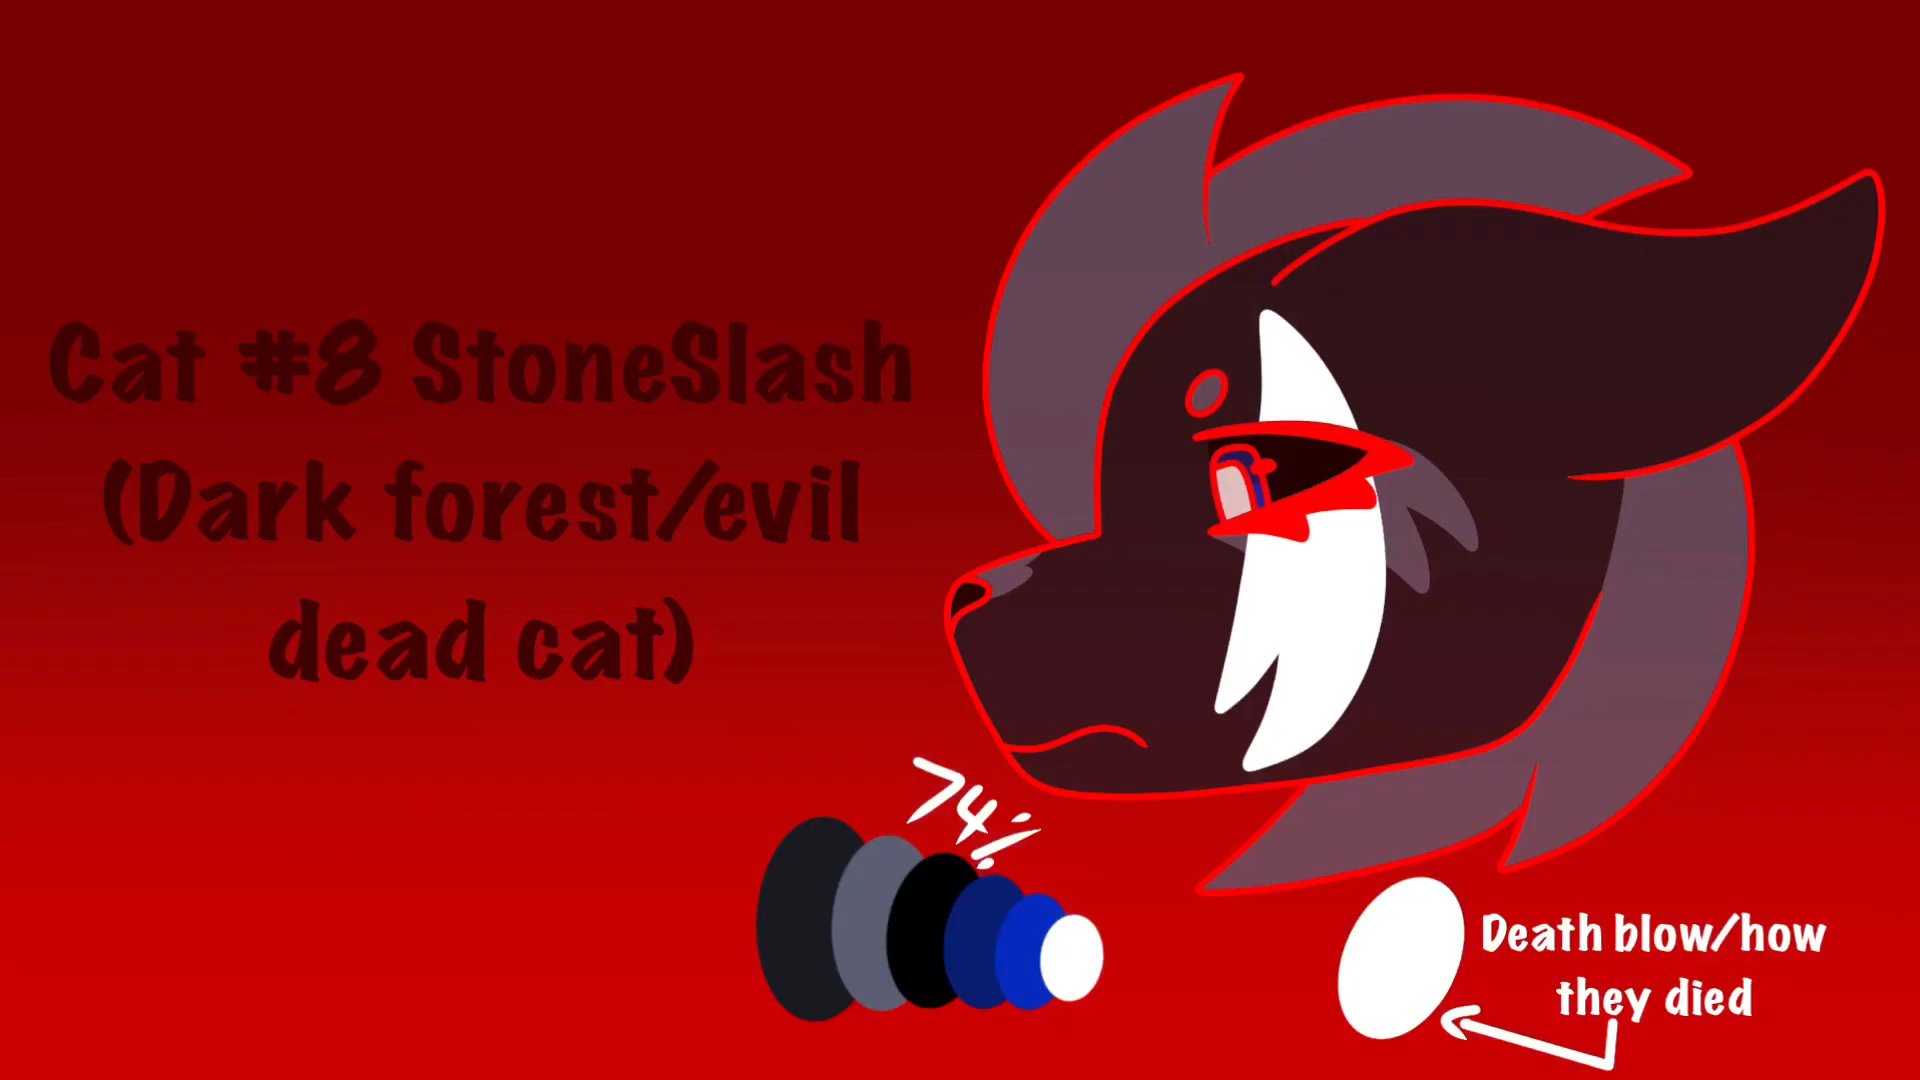 Cat #8 StoneSlash
(Dark forest/evil
dead cat)
74%
Death blow/how
they died